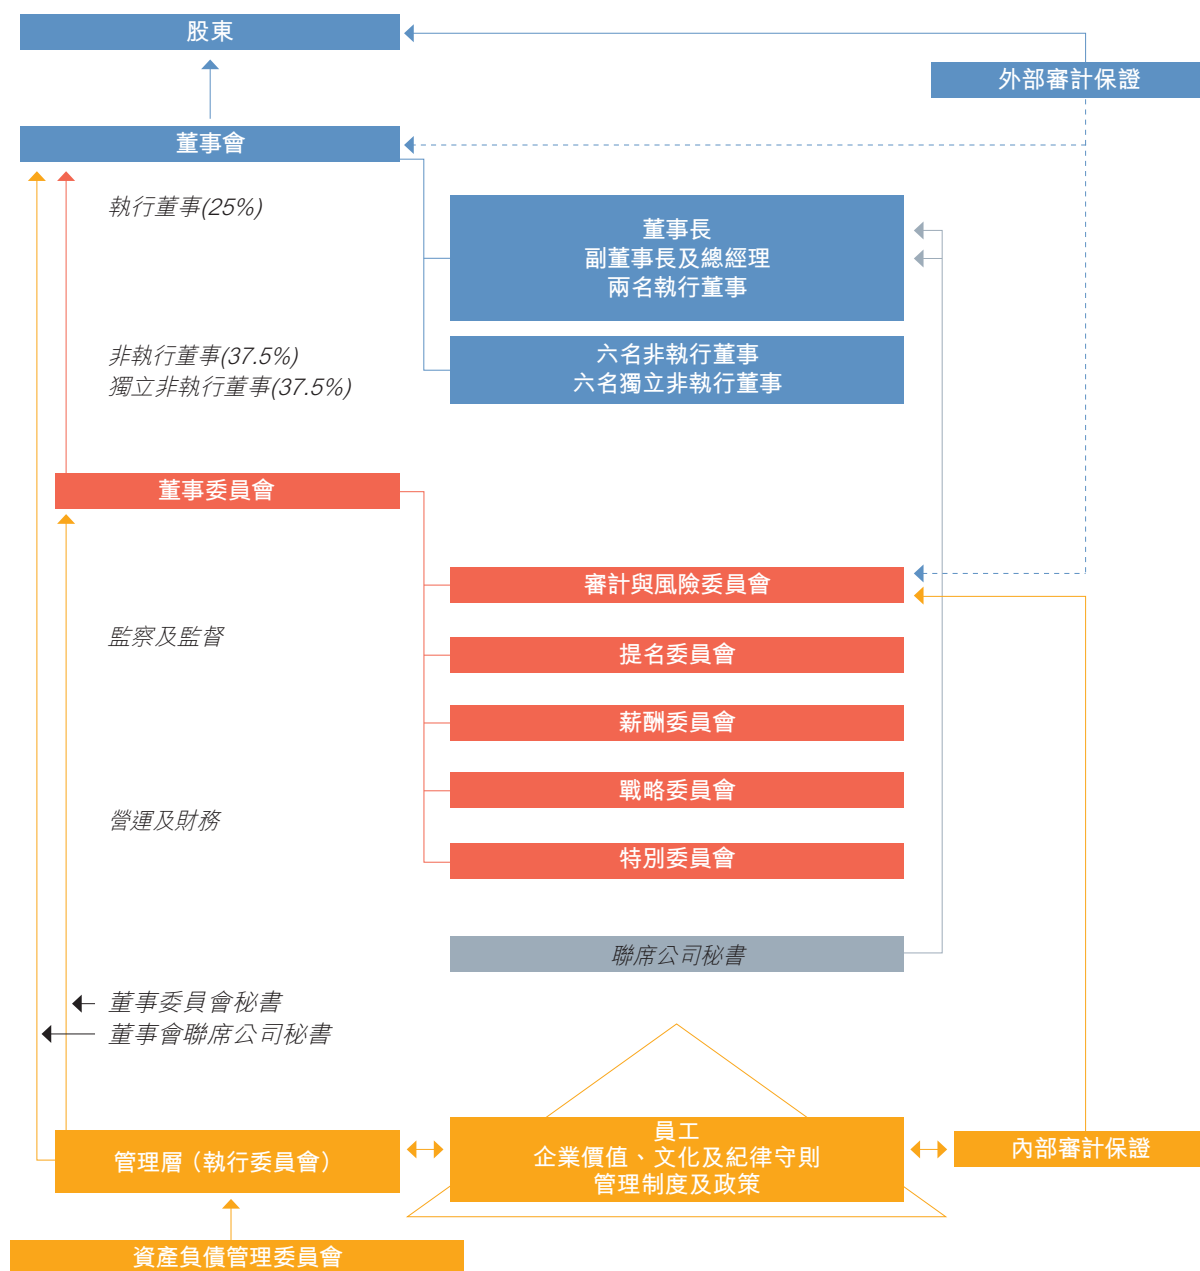 股東
外部審計保證
董事會
執行董事(25%)
董事長
副董事長及總經理
兩名執行董事
非執行董事(37.5%)
獨立非執行董事(37.5%)
六名非執行董事
六名獨立非執行董事
董事委員會
審計與風險委員會
監察及監督
提名委員會
薪酬委員會
戰略委員會
營運及財務
特別委員會
聯席公司秘書
董事委員會秘書
董事會聯席公司秘書
管理層（執行委員會）
員工
企業價值、文化及紀律守則
管理制度及政策
內部審計保證
資產負債管理委員會